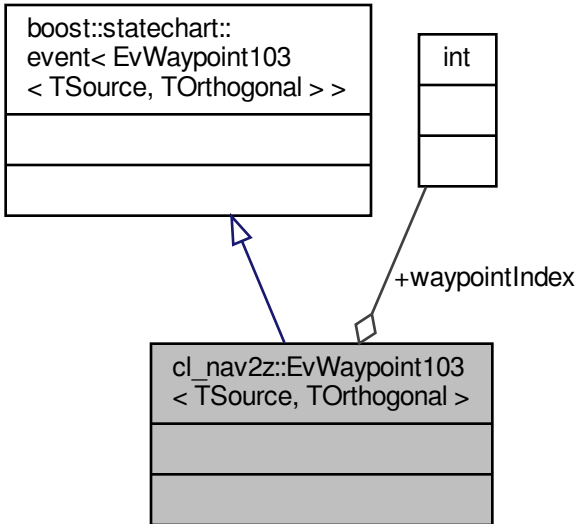 boost::statechart::
event< EvWaypoint103
< TSource, TOrthogonal > >
int
+waypointIndex
cl_nav2z::EvWaypoint103
< TSource, TOrthogonal >